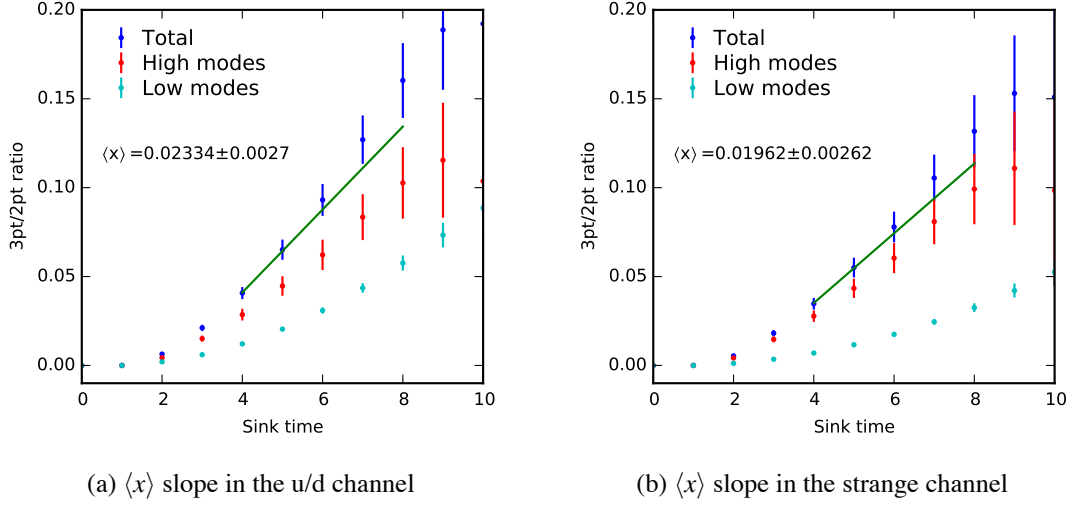 0.20
0.15
0.10
0.05
0.00
3pt/2pt ratio
Total
High modes
Low modes
⟨x⟩ =0.02334±0.0027
0 2 4 6 8 10
Sink time
(a) ⟨x⟩ slope in the u/d channel
0.20
0.15
0.10
0.05
0.00
3pt/2pt ratio
Total
High modes
Low modes
⟨x⟩ =0.01962±0.00262
0 2 4 6 8 10
Sink time
(b) ⟨x⟩ slope in the strange channel